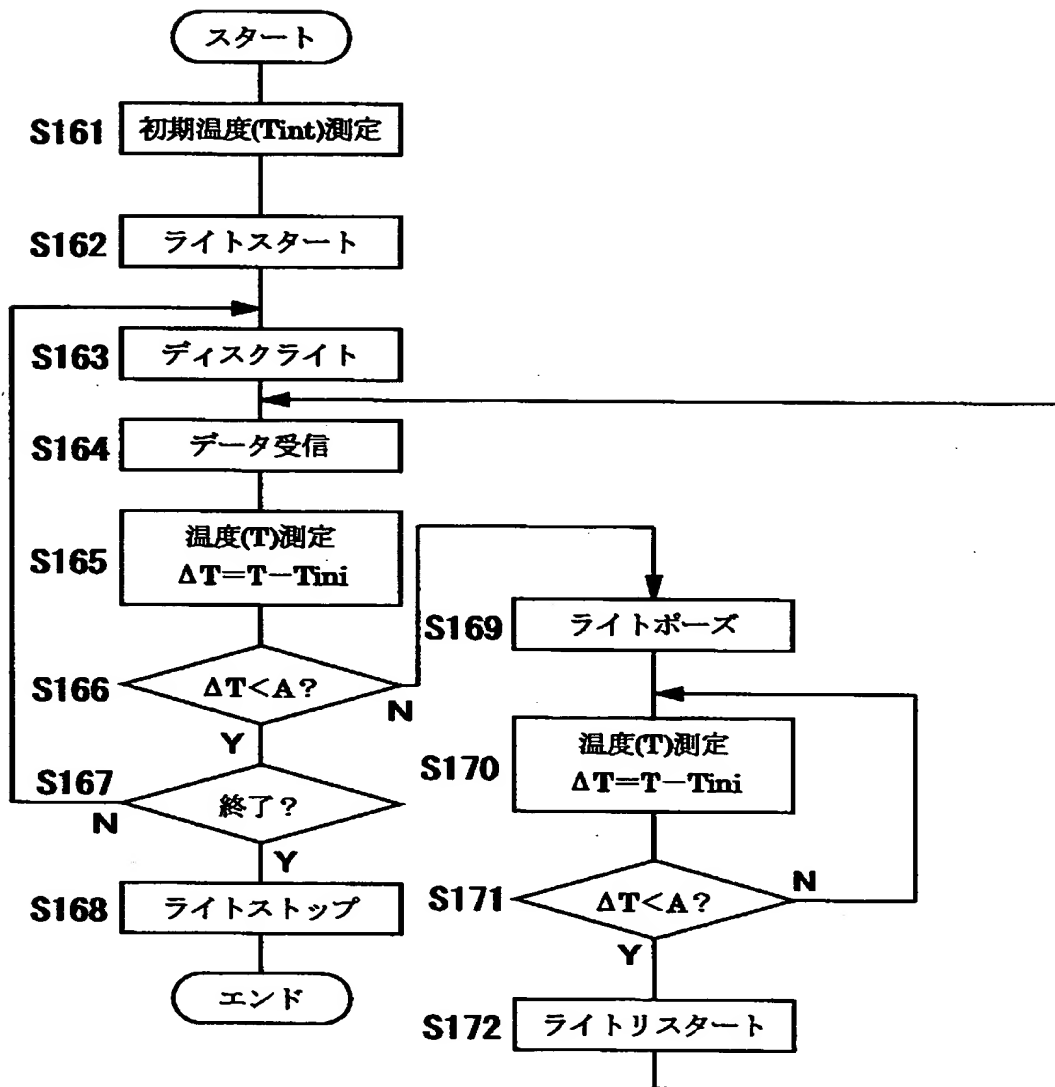 スタート
S161
初期温度(Tint)測定
S162
ライトスタート
S163
ディスクライト
S164
データ受信
S165
温度(T)測定
ΔT=T−Tini
S166
ΔT<A?
N
Y
S167
終了?
N
Y
S168
ライトストップ
エンド
S169
ライトポーズ
S170
温度(T)測定
ΔT=T−Tini
S171
ΔT<A?
N
Y
S172
ライトリスタート